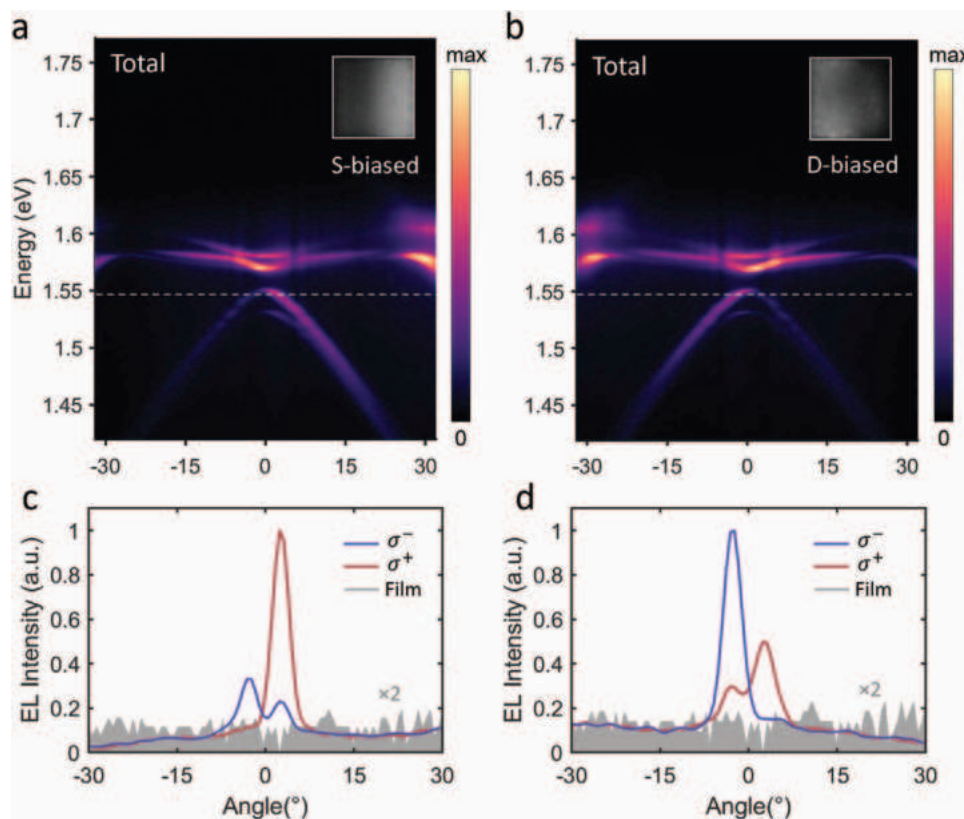 a
Total
S-biased
max
0
Energy (eV)
1.75
1.7
1.65
1.6
1.55
1.5
1.45
-30 -15 0 15 30
b
Total
D-biased
max
0
1.75
1.7
1.65
1.6
1.55
1.5
1.45
-30 -15 0 15 30
c
EL Intensity (a.u.)
1
0.8
0.6
0.4
0.2
0
σ⁻
σ⁺
Film
×2
-30 -15 0 15 30
Angle(°)
d
EL Intensity (a.u.)
1
0.8
0.6
0.4
0.2
0
σ⁻
σ⁺
Film
×2
-30 -15 0 15 30
Angle(°)